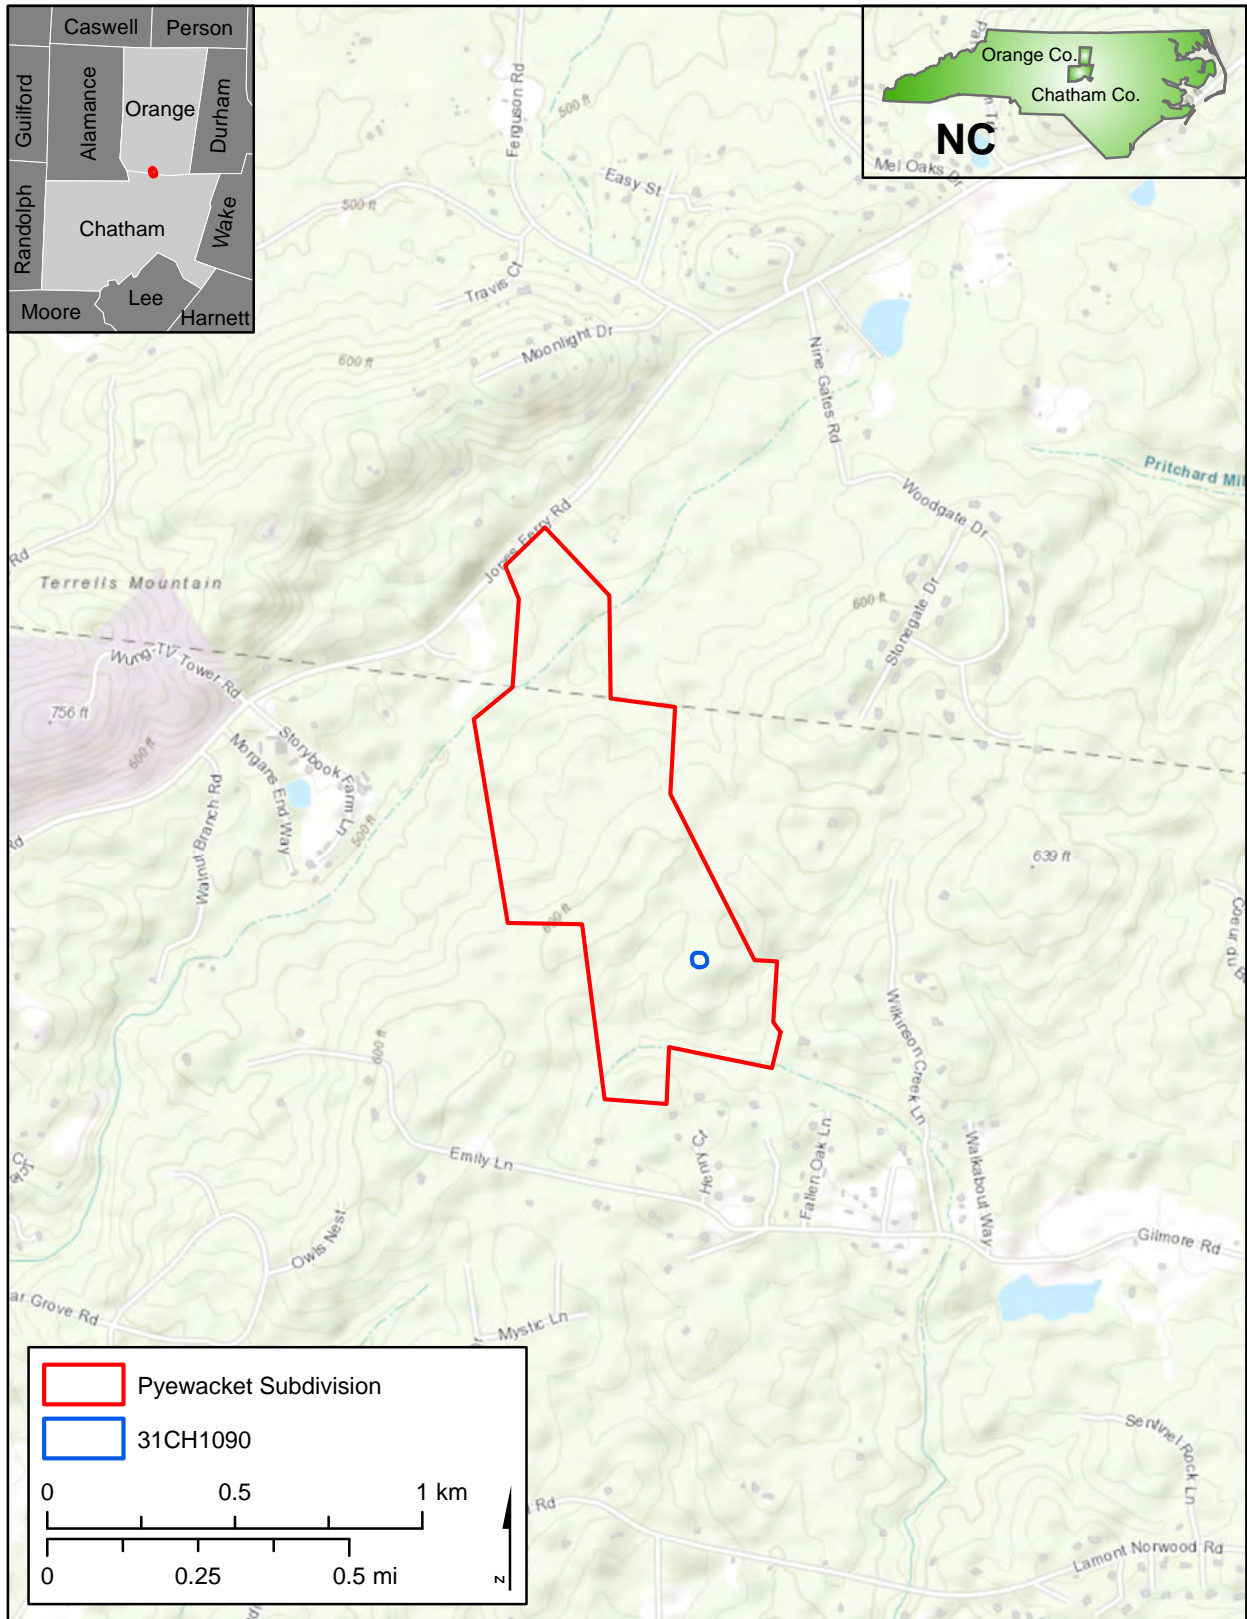 Caswell
Person
Guilford
Alamance
Orange
Durham
Randolph
Chatham
Wake
Moore
Lee
Harnett
Orange Co.
Chatham Co.
NC
Ferguson Rd
500 ft
Mel Oaks Dr
Easy St
500 ft
Travis Ct
Moonlight Dr
600 ft
Nine Gates Rd
Pritchard Mil
Woodgate Dr
Jones Ferry Rd
Rd
Terrells Mountain
600 ft
Stonegate Dr
Wung-TV Tower Rd
756 ft
600 ft
Storybook Farm Ln
Morgans End Way
Walnut Branch Rd
500 ft
Rd
639 ft
600 ft
Coeur du B
Wilkinson Creek Ln
600 ft
Emily Ln
Henry Ct
Fallen Oak Ln
Walkabout Way
Owls Nest
Gilmore Rd
ar Grove Rd
Mystic Ln
Pyewacket Subdivision
31CH1090
0 0.5 1 km
0 0.25 0.5 mi
N
Rd
Sentinel Rock Ln
Lamont Norwood Rd